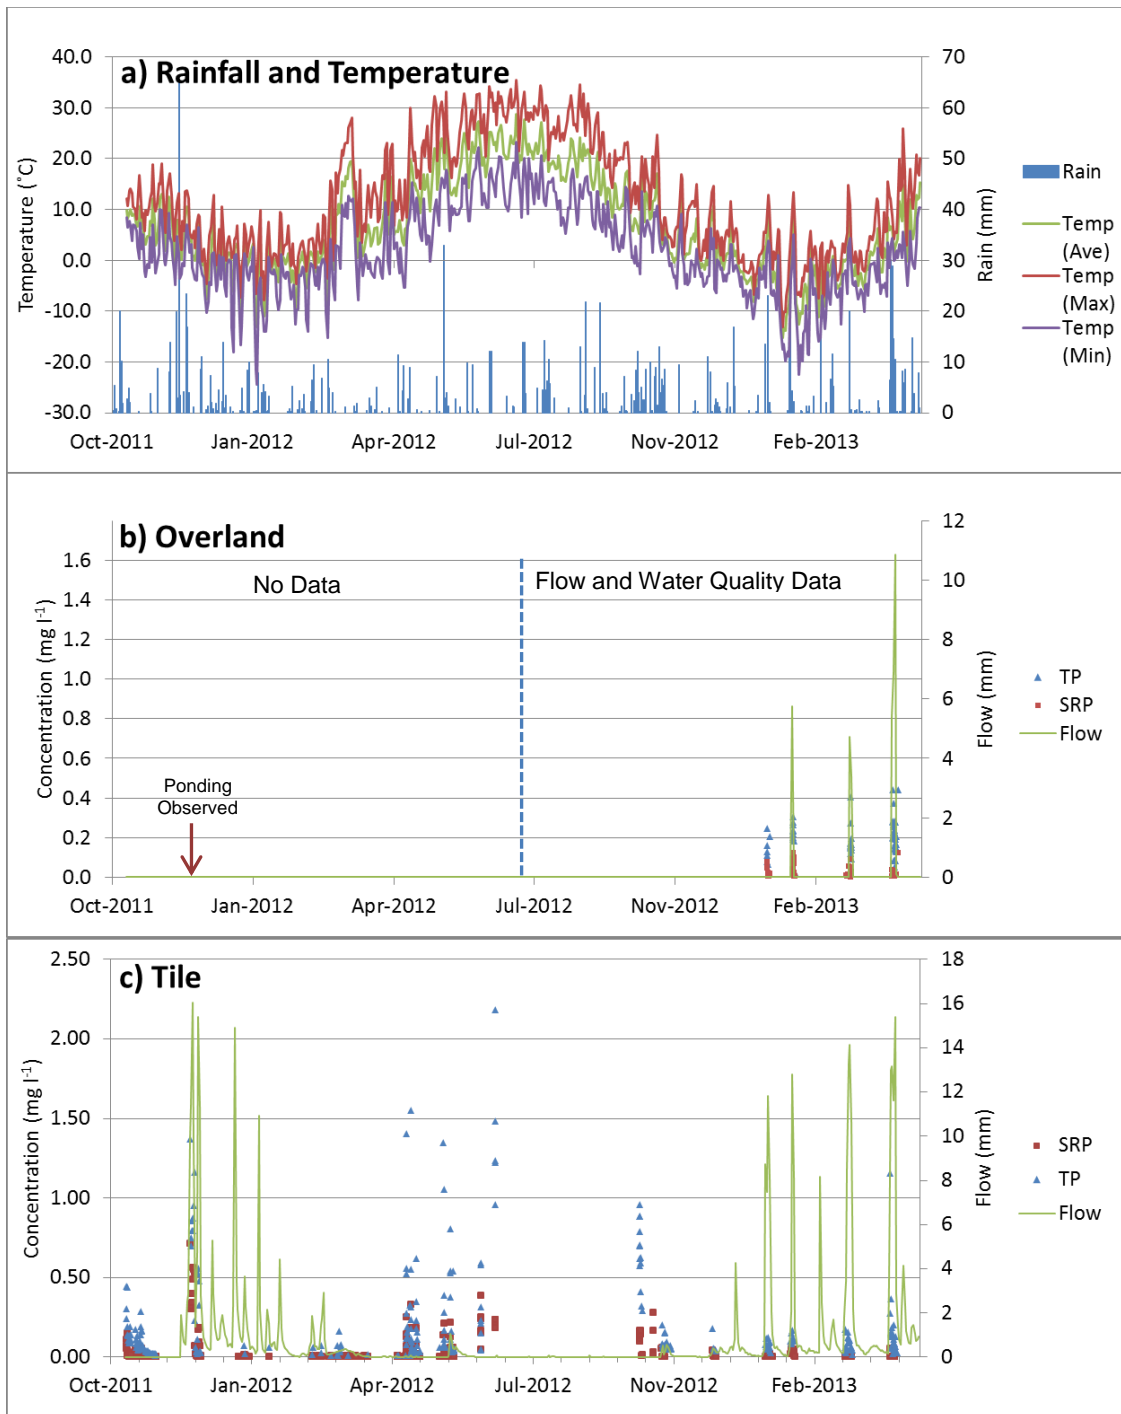 a) Rainfall and Temperature
40.0
30.0
20.0
10.0
0.0
-10.0
-20.0
-30.0
Temperature (˚C)
70
60
50
40
30
20
10
0
Rain (mm)
Oct-2011 Jan-2012 Apr-2012 Jul-2012 Nov-2012 Feb-2013
Rain
Temp
(Ave)
Temp
(Max)
Temp
(Min)
b) Overland
1.6
1.4
1.2
1.0
0.8
0.6
0.4
0.2
0.0
Concentration (mg l-1)
No Data
Flow and Water Quality Data
Ponding
Observed
12
10
8
6
4
2
0
Flow (mm)
Oct-2011 Jan-2012 Apr-2012 Jul-2012 Nov-2012 Feb-2013
TP
SRP
Flow
c) Tile
2.50
2.00
1.50
1.00
0.50
0.00
Concentration (mg l-1)
18
16
14
12
10
8
6
4
2
0
Flow (mm)
Oct-2011 Jan-2012 Apr-2012 Jul-2012 Nov-2012 Feb-2013
SRP
TP
Flow